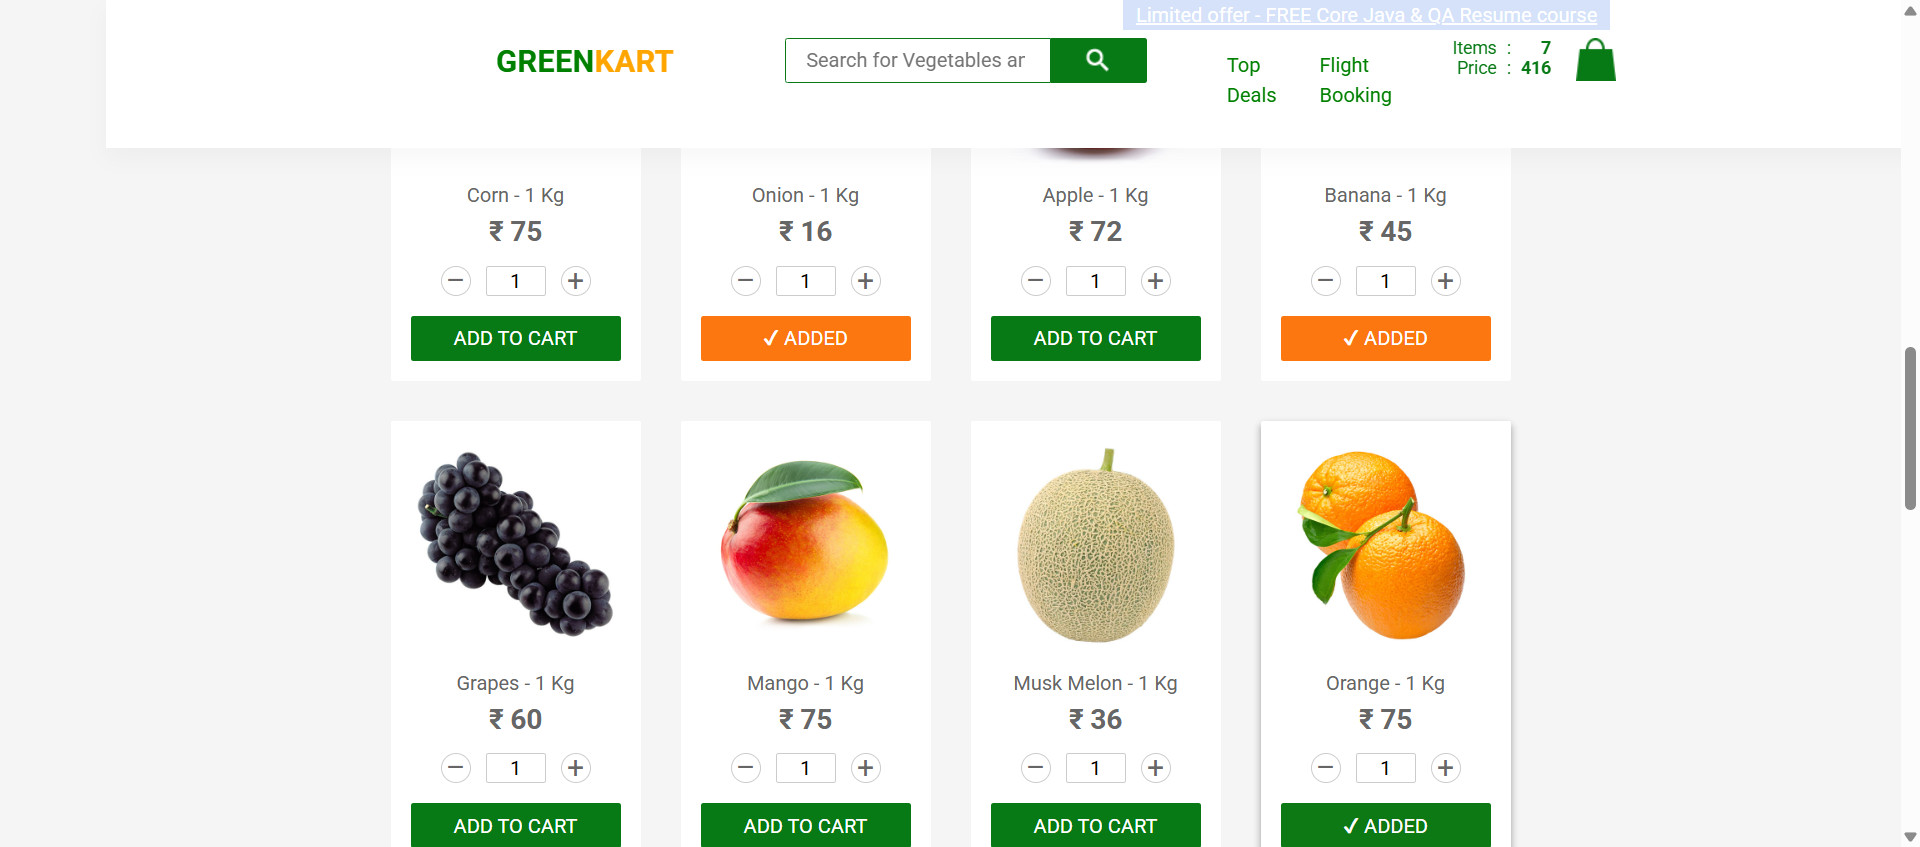 Limited offer - FREE Core Java & QA Resume course
GREENKART
Search for Vegetables ar
Top Deals
Flight Booking
Items : 7
Price : 416
Corn - 1 Kg
₹ 75
− 1 +
ADD TO CART
Onion - 1 Kg
₹ 16
− 1 +
✓ ADDED
Apple - 1 Kg
₹ 72
− 1 +
ADD TO CART
Banana - 1 Kg
₹ 45
− 1 +
✓ ADDED
Grapes - 1 Kg
₹ 60
− 1 +
ADD TO CART
Mango - 1 Kg
₹ 75
− 1 +
ADD TO CART
Musk Melon - 1 Kg
₹ 36
− 1 +
ADD TO CART
Orange - 1 Kg
₹ 75
− 1 +
✓ ADDED